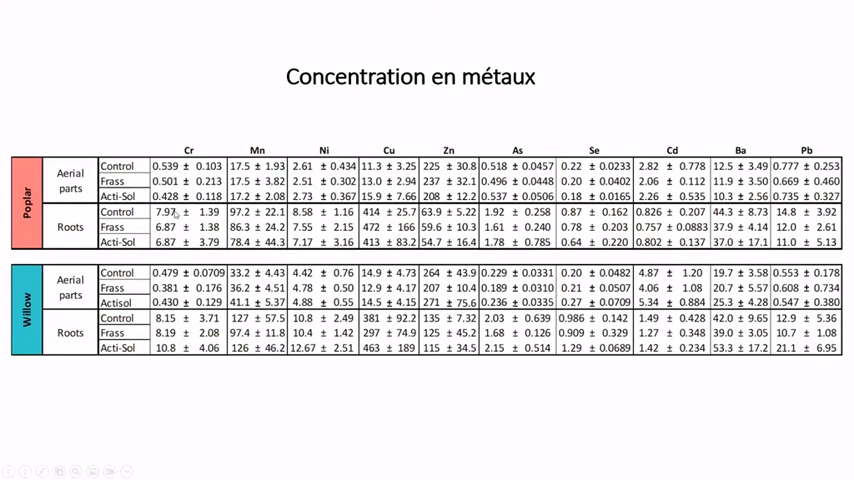 Concentration en métaux
Cr Mn Ni Cu Zn As Se Cd Ba Pb
Poplar
Aerial parts
Control 0.539 ± 0.103 17.5 ± 1.93 2.61 ± 0.434 11.3 ± 3.25 225 ± 30.8 0.518 ± 0.0457 0.22 ± 0.0233 2.82 ± 0.778 12.5 ± 3.49 0.777 ± 0.253
Frass 0.501 ± 0.213 17.5 ± 3.82 2.51 ± 0.302 13.0 ± 2.94 237 ± 32.1 0.496 ± 0.0448 0.20 ± 0.0402 2.06 ± 0.112 11.9 ± 3.50 0.669 ± 0.460
Acti-Sol 0.428 ± 0.118 17.2 ± 2.08 2.73 ± 0.367 15.9 ± 7.66 208 ± 12.2 0.537 ± 0.0506 0.18 ± 0.0215 2.26 ± 0.535 10.3 ± 2.56 0.735 ± 0.327
Roots
Control 7.97 ± 1.39 97.2 ± 22.1 8.58 ± 1.16 414 ± 25.7 63.9 ± 5.22 1.92 ± 0.258 0.87 ± 0.162 0.826 ± 0.207 44.3 ± 8.73 14.8 ± 3.92
Frass 6.87 ± 1.38 86.3 ± 24.2 7.55 ± 2.15 472 ± 166 59.6 ± 10.3 1.61 ± 0.240 0.78 ± 0.203 0.757 ± 0.0883 37.9 ± 4.14 12.0 ± 2.61
Acti-Sol 6.87 ± 3.79 78.4 ± 44.3 7.17 ± 3.16 413 ± 83.2 54.7 ± 16.4 1.78 ± 0.785 0.64 ± 0.220 0.802 ± 0.137 37.0 ± 17.1 11.0 ± 5.13
Willow
Aerial parts
Control 0.479 ± 0.0709 33.2 ± 4.43 4.42 ± 0.76 14.9 ± 4.73 264 ± 43.9 0.229 ± 0.0331 0.20 ± 0.0482 4.87 ± 1.20 19.7 ± 3.58 0.553 ± 0.178
Frass 0.381 ± 0.176 36.2 ± 4.51 4.78 ± 0.50 12.9 ± 4.17 207 ± 43.9 0.189 ± 0.0310 0.21 ± 0.0507 4.06 ± 1.08 20.7 ± 5.57 0.608 ± 0.734
Actisol 0.430 ± 0.129 41.1 ± 5.37 4.88 ± 0.55 14.5 ± 4.15 271 ± 75.6 0.236 ± 0.0335 0.27 ± 0.0709 5.34 ± 0.884 25.3 ± 4.28 0.547 ± 0.380
Roots
Control 8.15 ± 3.71 127 ± 57.5 10.8 ± 2.49 381 ± 92.2 135 ± 7.32 2.03 ± 0.639 0.986 ± 0.142 1.49 ± 0.428 42.0 ± 9.65 12.9 ± 5.36
Frass 8.19 ± 2.08 97.4 ± 11.8 10.4 ± 1.42 297 ± 74.9 125 ± 45.2 1.68 ± 0.126 0.909 ± 0.329 1.27 ± 0.348 39.0 ± 3.05 10.7 ± 1.08
Acti-Sol 10.8 ± 4.06 126 ± 46.2 12.67 ± 2.51 463 ± 189 115 ± 34.5 2.15 ± 0.514 1.29 ± 0.0689 1.42 ± 0.234 53.3 ± 17.2 21.1 ± 6.95